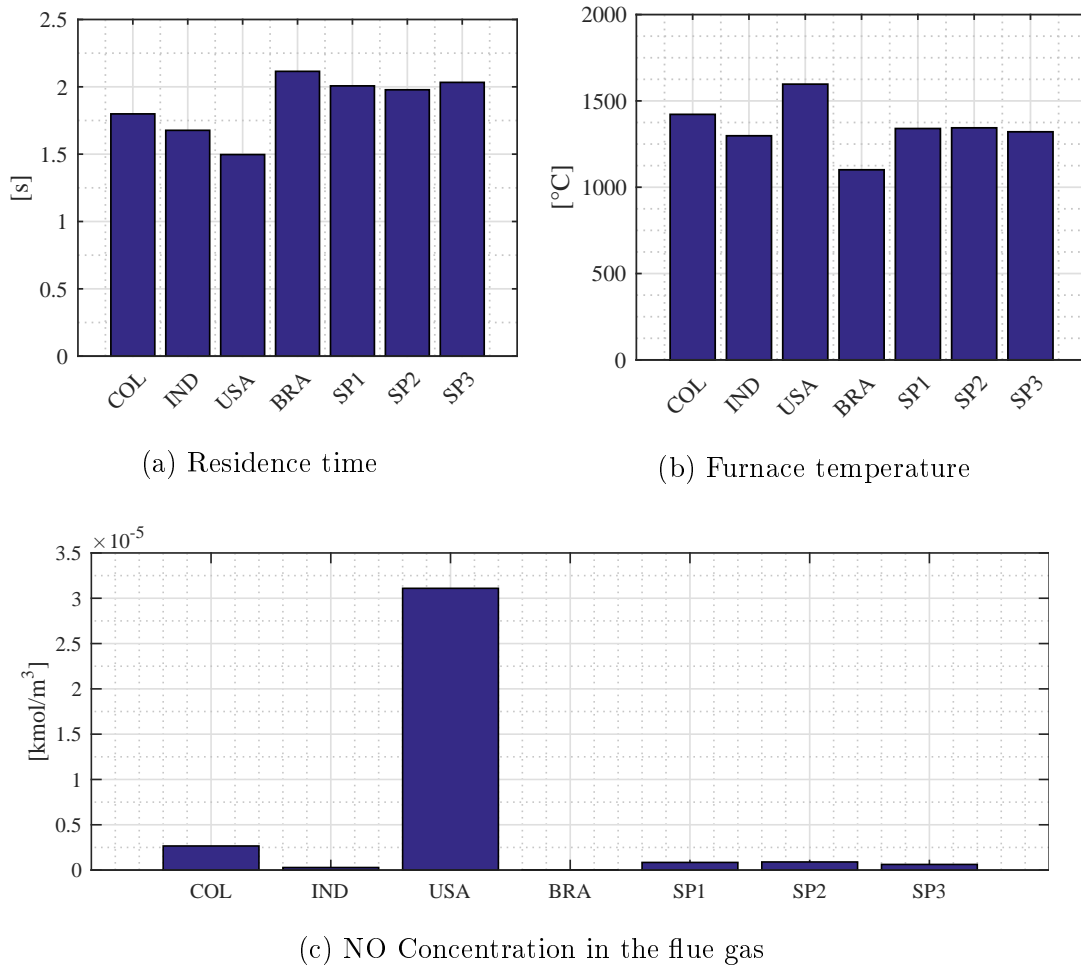 2.5
2
1.5
1
0.5
0
[s]
COL IND USA BRA SP1 SP2 SP3
(a) Residence time
2000
1500
1000
500
0
[°C]
COL IND USA BRA SP1 SP2 SP3
(b) Furnace temperature
×10⁻⁵
3.5
3
2.5
2
1.5
1
0.5
0
[kmol/m³]
COL IND USA BRA SP1 SP2 SP3
(c) NO Concentration in the flue gas